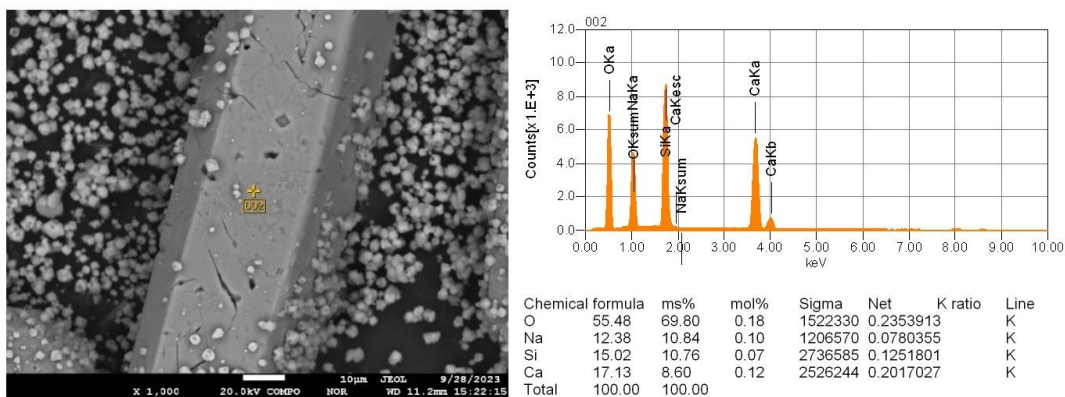 002
X 1,000
20.0kV COMPO
NOR
10µm
JEOL
WD 11.2mm
9/28/2023
15:22:15
002
Counts[x1.E+3]
12.0
10.0
8.0
6.0
4.0
2.0
0.0
OKa
OKsum
NaKa
SiKa
CaKesc
NaKsum
CaKa
CaKb
0.00 1.00 2.00 3.00 4.00 5.00 6.00 7.00 8.00 9.00 10.00
keV
Chemical formula ms% mol% Sigma Net K ratio Line
O 55.48 69.80 0.18 1522330 0.2353913 K
Na 12.38 10.84 0.10 1206570 0.0780355 K
Si 15.02 10.76 0.07 2736585 0.1251801 K
Ca 17.13 8.60 0.12 2526244 0.2017027 K
Total 100.00 100.00